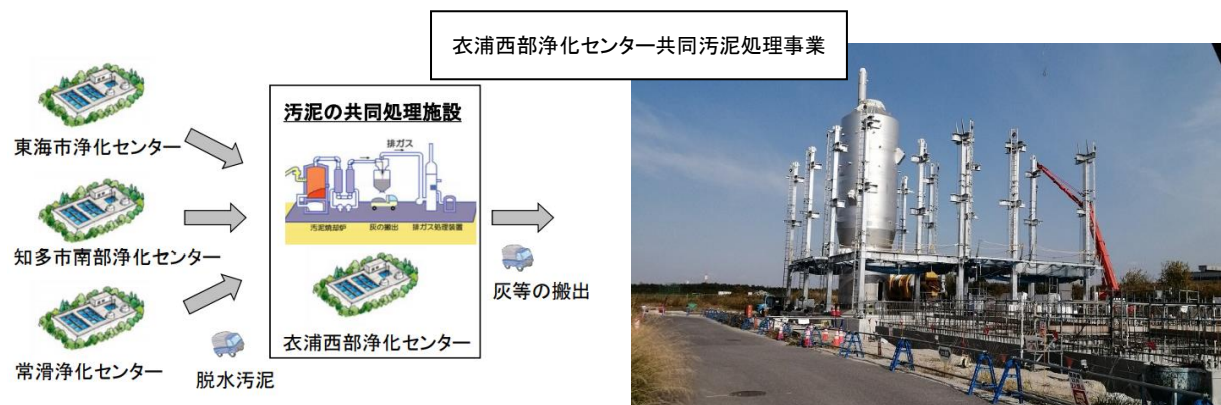 衣浦西部浄化センター共同汚泥処理事業
東海市浄化センター
知多市南部浄化センター
常滑浄化センター
脱水汚泥
汚泥の共同処理施設
排ガス
汚泥焼却炉 灰の搬出 排ガス処理装置
衣浦西部浄化センター
灰等の搬出